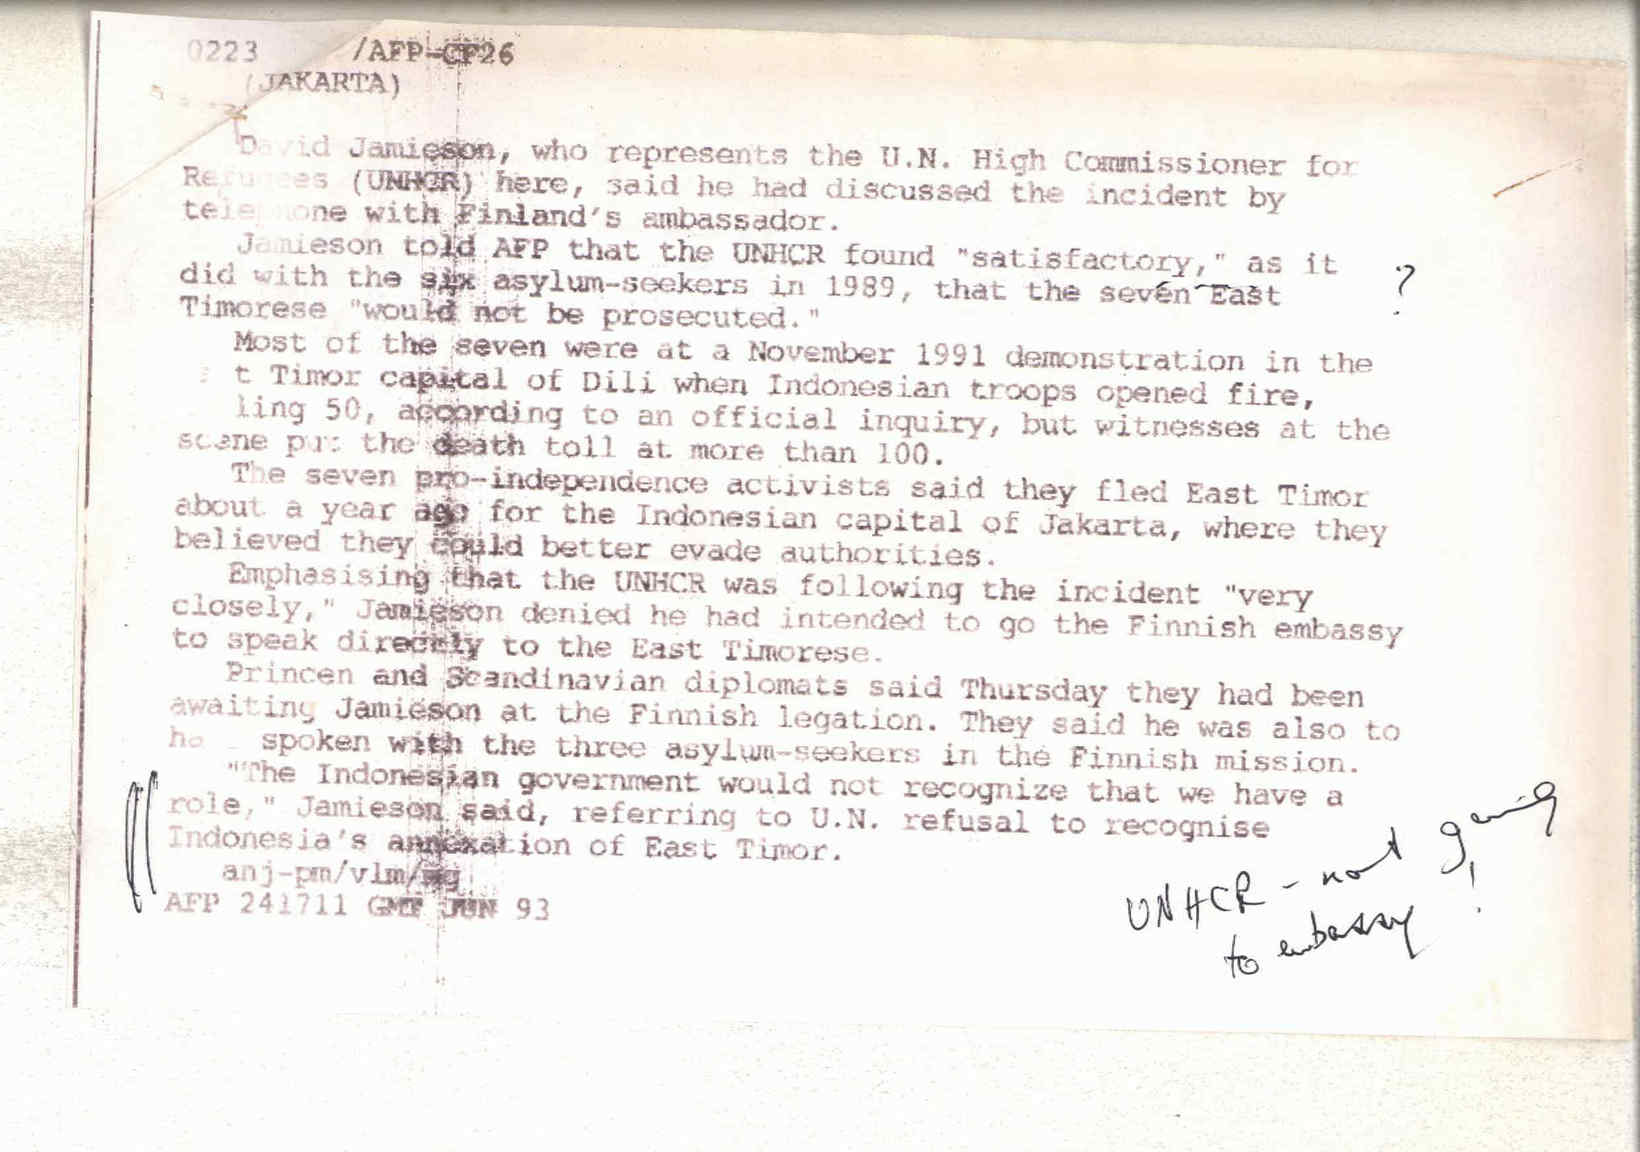 0223 /AFP-CF26
(JAKARTA)
David Jamieson, who represents the U.N. High Commissioner for
Refugees (UNHCR) here, said he had discussed the incident by
telephone with Finland's ambassador.
Jamieson told AFP that the UNHCR found "satisfactory," as it
did with the six asylum-seekers in 1989, that the seven East
Timorese "would not be prosecuted."
?
Most of the seven were at a November 1991 demonstration in the
t Timor capital of Dili when Indonesian troops opened fire,
ling 50, according to an official inquiry, but witnesses at the
scene put the death toll at more than 100.
The seven pro-independence activists said they fled East Timor
about a year ago for the Indonesian capital of Jakarta, where they
believed they could better evade authorities.
Emphasising that the UNHCR was following the incident "very
closely," Jamieson denied he had intended to go the Finnish embassy
to speak directly to the East Timorese.
Princen and Scandinavian diplomats said Thursday they had been
awaiting Jamieson at the Finnish legation. They said he was also to
ha spoken with the three asylum-seekers in the Finnish mission.
"The Indonesian government would not recognize that we have a
role," Jamieson said, referring to U.N. refusal to recognise
Indonesia's annexation of East Timor.
anj-pm/vlm/
AFP 241711 GMT JUN 93
UNHCR - not going
to embassy!